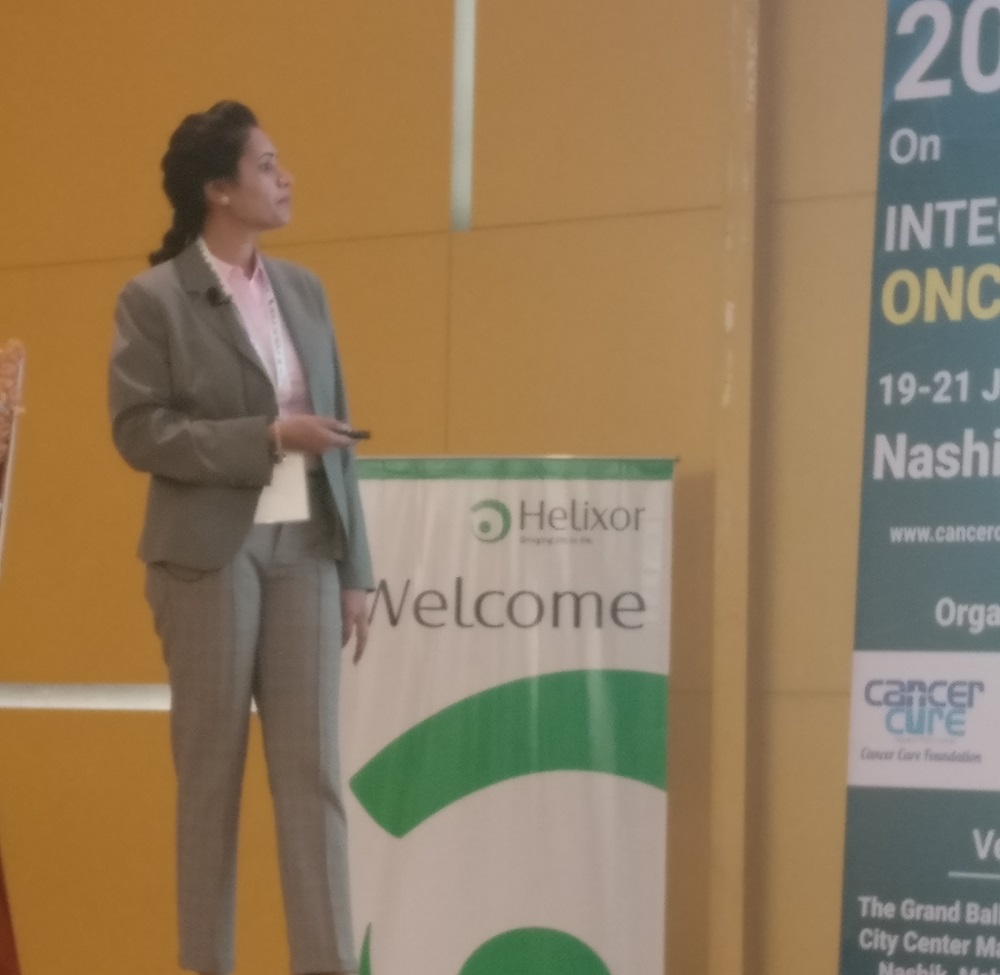 Helixor
Welcome
20
On
INTE
ONC
19-21 J
Nashi
www.cancerc
Orga
cancer
cure
Cancer Care Foundation
Ve
The Grand Ball
City Center Ma